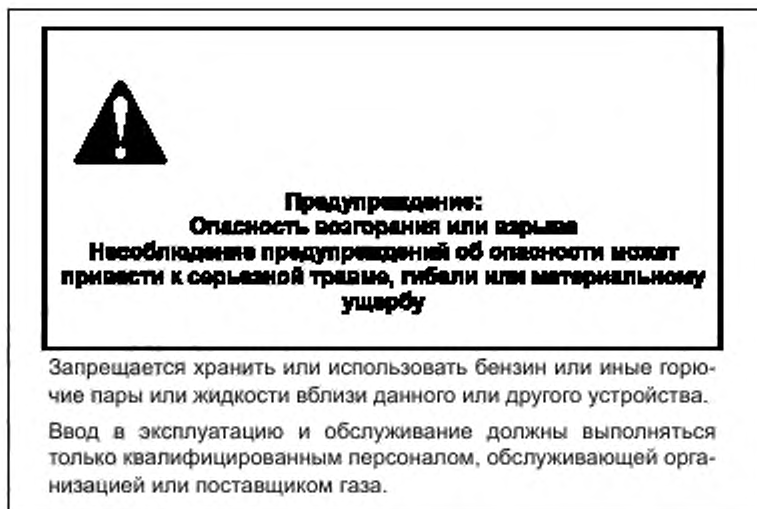 Предупреждение:
Опасность возгорания или взрыва
Несоблюдение предупреждений об опасности может
привести к серьезной травме, гибели или материальному
ущербу
Запрещается хранить или использовать бензин или иные горю-
чие пары или жидкости вблизи данного или другого устройства.
Ввод в эксплуатацию и обслуживание должны выполняться
только квалифицированным персоналом, обслуживающей орга-
низацией или поставщиком газа.